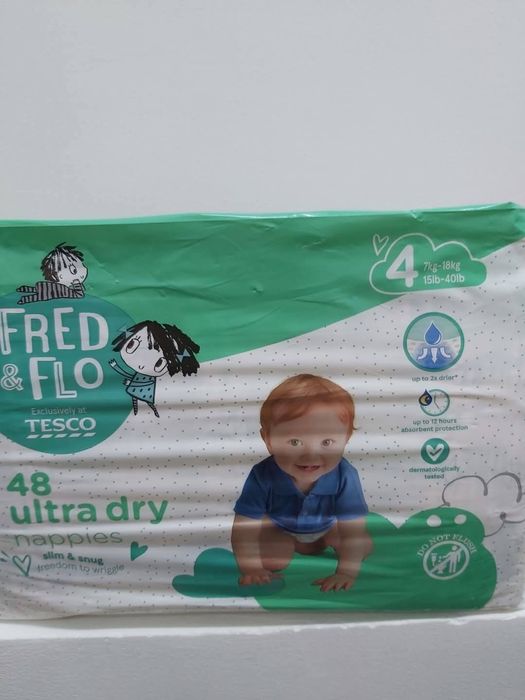 FRED
& FLO
Exclusively at
TESCO
48
ultra dry
nappies
slim & snug
freedom to wriggle
4
7kg-18kg
15lb-40lb
up to 2x drier*
up to 12 hours
absorbent protection
dermatologically
tested
DO NOT FLUSH